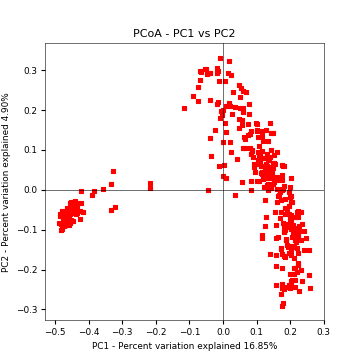 PCoA - PC1 vs PC2
PC2 - Percent variation explained 4.90%
0.3
0.2
0.1
0.0
−0.1
−0.2
−0.3
−0.5 −0.4 −0.3 −0.2 −0.1 0.0 0.1 0.2 0.3
PC1 - Percent variation explained 16.85%